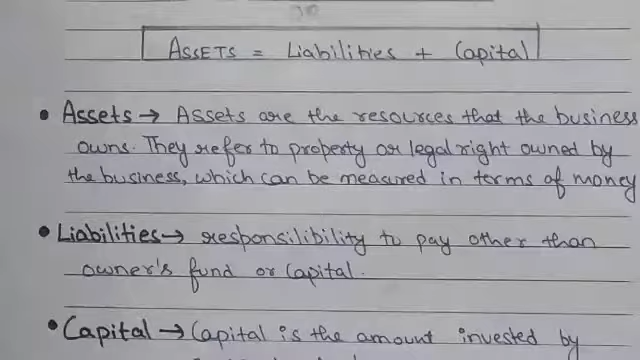 ASSETS = Liabilities + Capital
• Assets → Assets are the resources that the business
owns. They refer to property or legal right owned by
the business, which can be measured in terms of money
• Liabilities → responsilibility to pay other than
owner's fund or Capital.
• Capital → Capital is the amount invested by